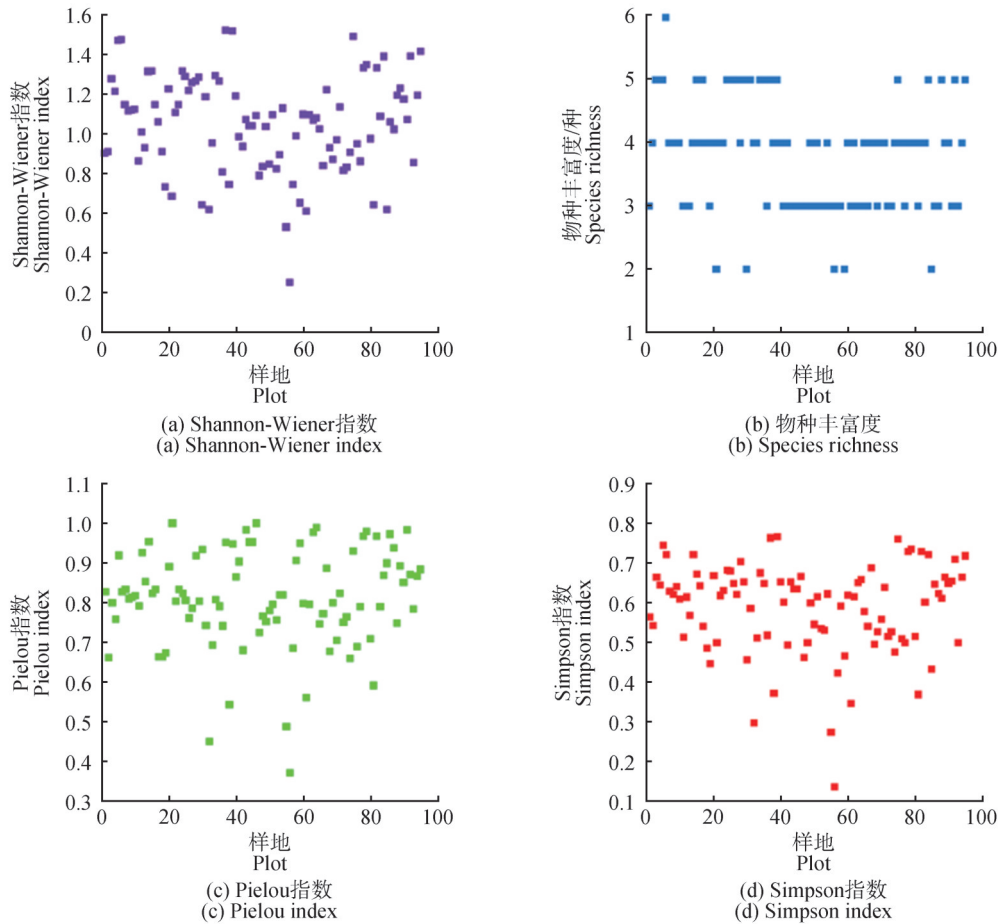 Shannon-Wiener指数
Shannon-Wiener index
1.6
1.4
1.2
1.0
0.8
0.6
0.4
0.2
0
0
20
40
60
80
100
样地
Plot
(a) Shannon-Wiener指数
(a) Shannon-Wiener index
物种丰富度/种
Species richness
6
5
4
3
2
1
0
20
40
60
80
100
样地
Plot
(b) 物种丰富度
(b) Species richness
Pielou指数
Pielou index
1.1
1.0
0.9
0.8
0.7
0.6
0.5
0.4
0.3
0
20
40
60
80
100
样地
Plot
(c) Pielou指数
(c) Pielou index
Simpson指数
Simpson index
0.9
0.8
0.7
0.6
0.5
0.4
0.3
0.2
0.1
0
20
40
60
80
100
样地
Plot
(d) Simpson指数
(d) Simpson index